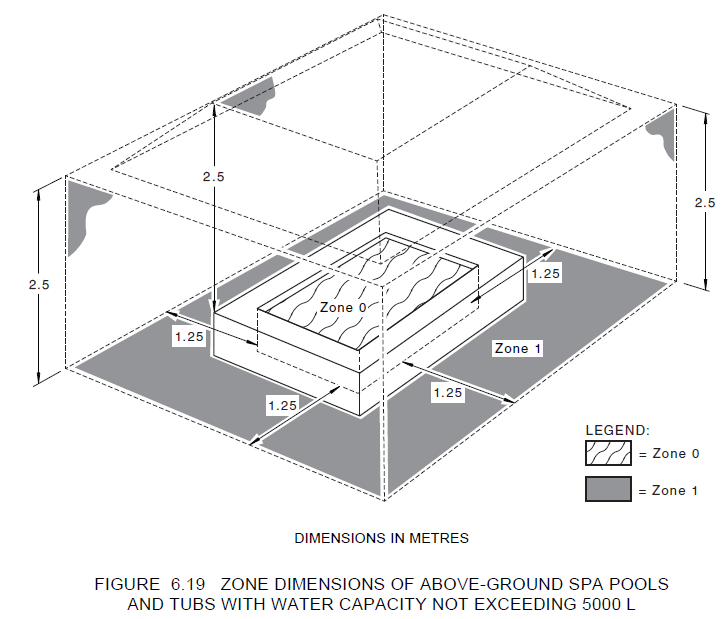 2.5
2.5
2.5
1.25
Zone 0
1.25
Zone 1
1.25
1.25
LEGEND:
= Zone 0
= Zone 1
DIMENSIONS IN METRES
FIGURE 6.19 ZONE DIMENSIONS OF ABOVE-GROUND SPA POOLS
AND TUBS WITH WATER CAPACITY NOT EXCEEDING 5000 L